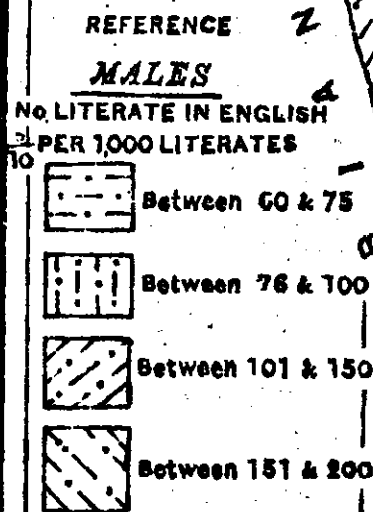 REFERENCE
MALES
No. LITERATE IN ENGLISH
PER 1,000 LITERATES
Between 60 & 75
Between 76 & 100
Between 101 & 150
Between 151 & 200